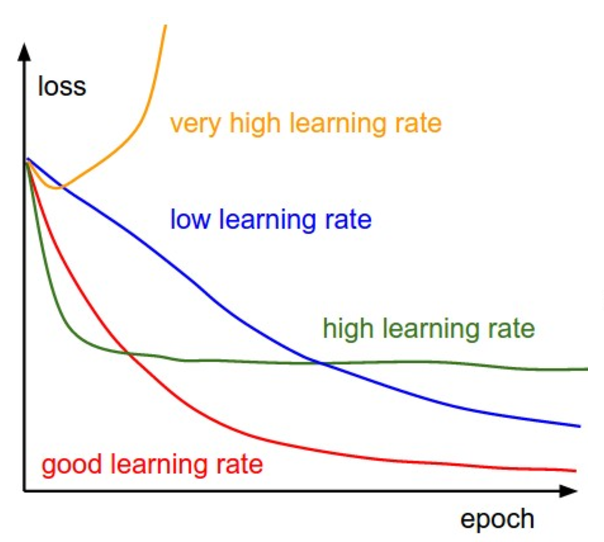 loss
very high learning rate
low learning rate
high learning rate
good learning rate
epoch